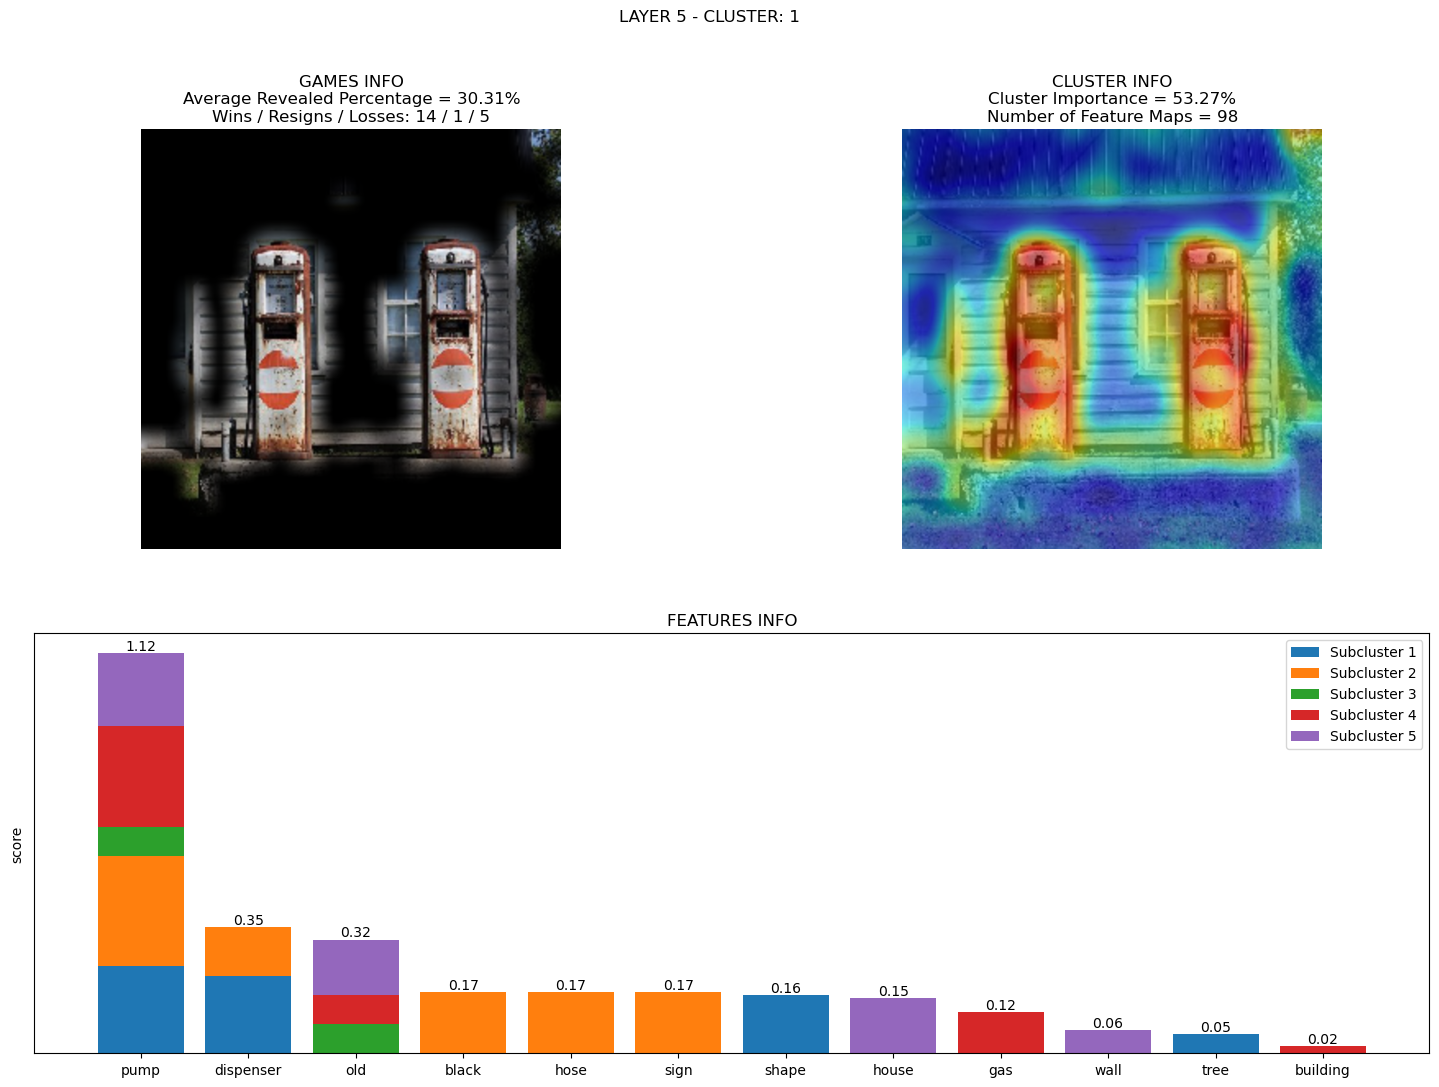 LAYER 5 - CLUSTER: 1
GAMES INFO
Average Revealed Percentage = 30.31%
Wins / Resigns / Losses: 14 / 1 / 5
CLUSTER INFO
Cluster Importance = 53.27%
Number of Feature Maps = 98
FEATURES INFO
score
1.12
0.35
0.32
0.17
0.17
0.17
0.16
0.15
0.12
0.06
0.05
0.02
Subcluster 1
Subcluster 2
Subcluster 3
Subcluster 4
Subcluster 5
pump
dispenser
old
black
hose
sign
shape
house
gas
wall
tree
building